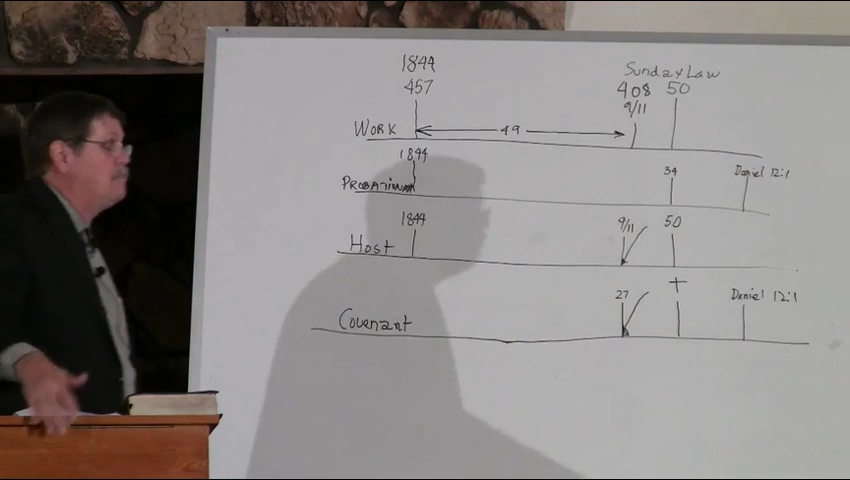 1844 Sunday Law
457 408 50
9/11
WORK 49
1844 34 Daniel 12:1
PROBATION
1844 9/11 50
Host
27 + Daniel 12:1
Covenant